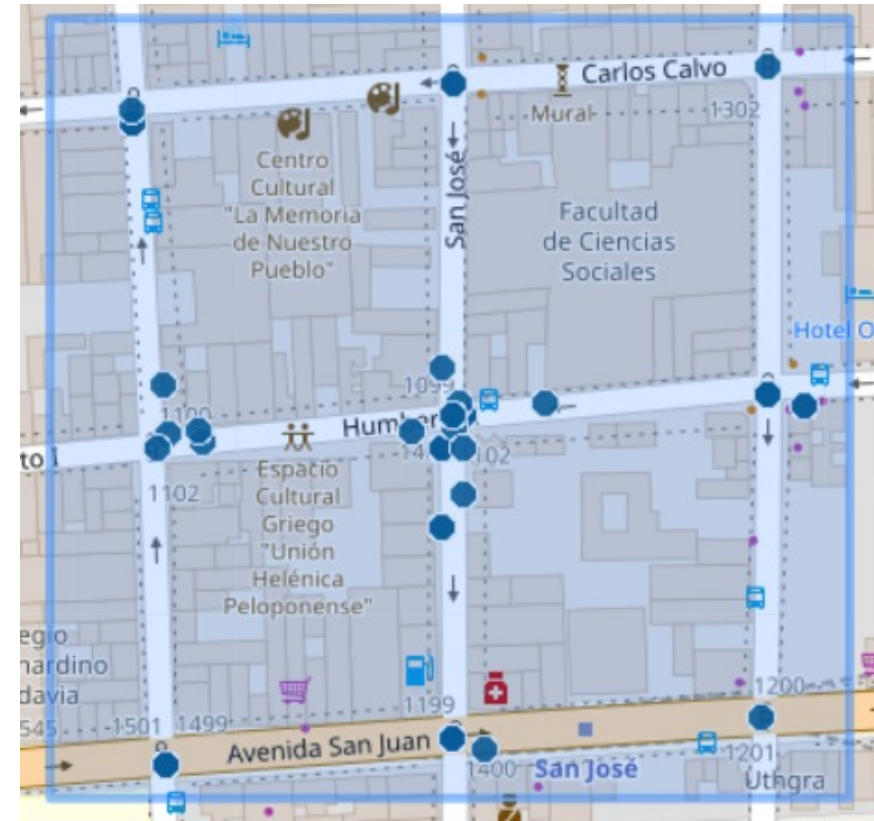 Carlos Calvo
Mural
1302
Centro
Cultural
"La Memoria
de Nuestro
Pueblo"
San José
Facultad
de Ciencias
Sociales
Hotel O
1099
1100
Humber
to I
102
1102
Espacio
Cultural
Griego
"Unión
Helénica
Peloponense"
egio
nardino
davia
545
1501
1499
1199
1200
Avenida San Juan
1400
San José
1201
Uthgra